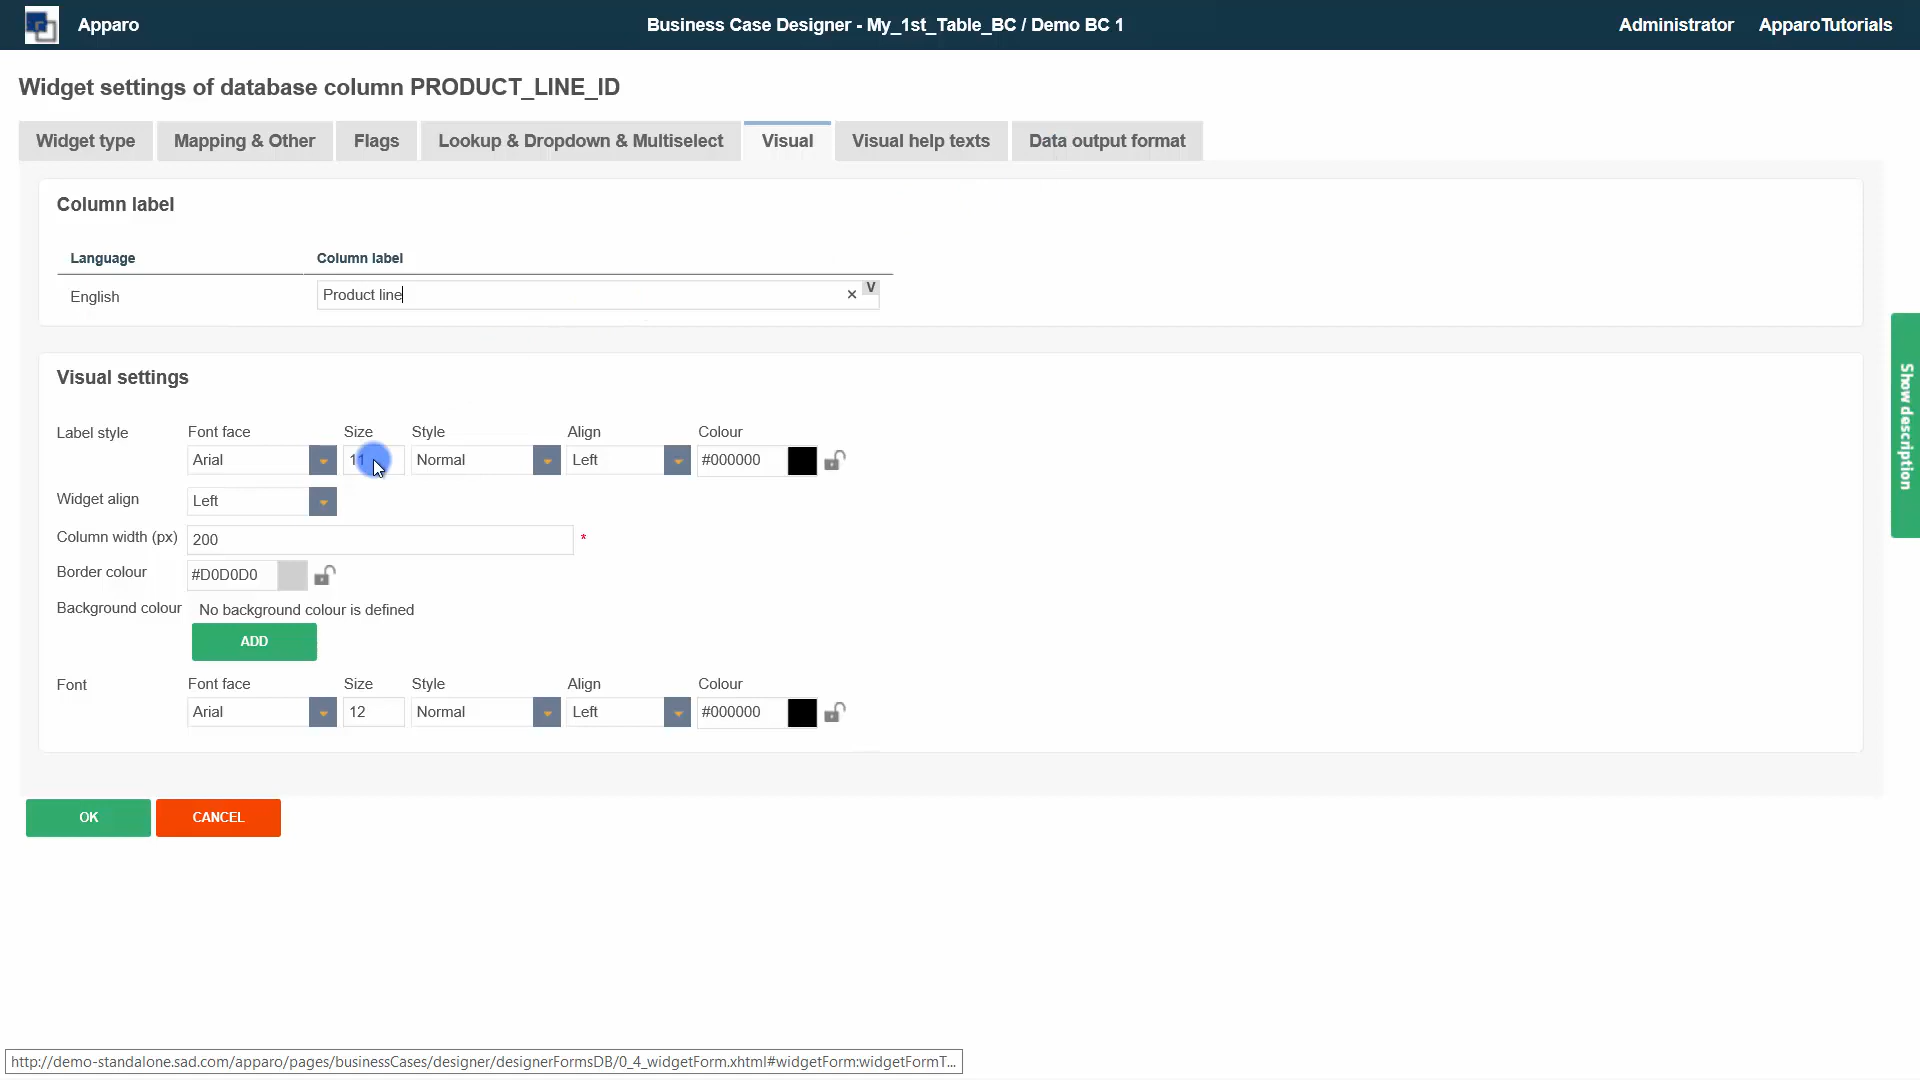 Apparo
Business Case Designer - My_1st_Table_BC / Demo BC 1
Administrator
ApparoTutorials
Widget settings of database column PRODUCT_LINE_ID
Widget type
Mapping & Other
Flags
Lookup & Dropdown & Multiselect
Visual
Visual help texts
Data output format
Column label
Language
Column label
English
Product line
×
V
Show description
Visual settings
Label style
Font face
Size
Style
Align
Colour
Arial
11
Normal
Left
#000000
Widget align
Left
Column width (px)
200
*
Border colour
#D0D0D0
Background colour
No background colour is defined
ADD
Font
Font face
Size
Style
Align
Colour
Arial
12
Normal
Left
#000000
OK
CANCEL
http://demo-standalone.sad.com/apparo/pages/businessCases/designer/designerFormsDB/0_4_widgetForm.xhtml#widgetForm:widgetFormT...